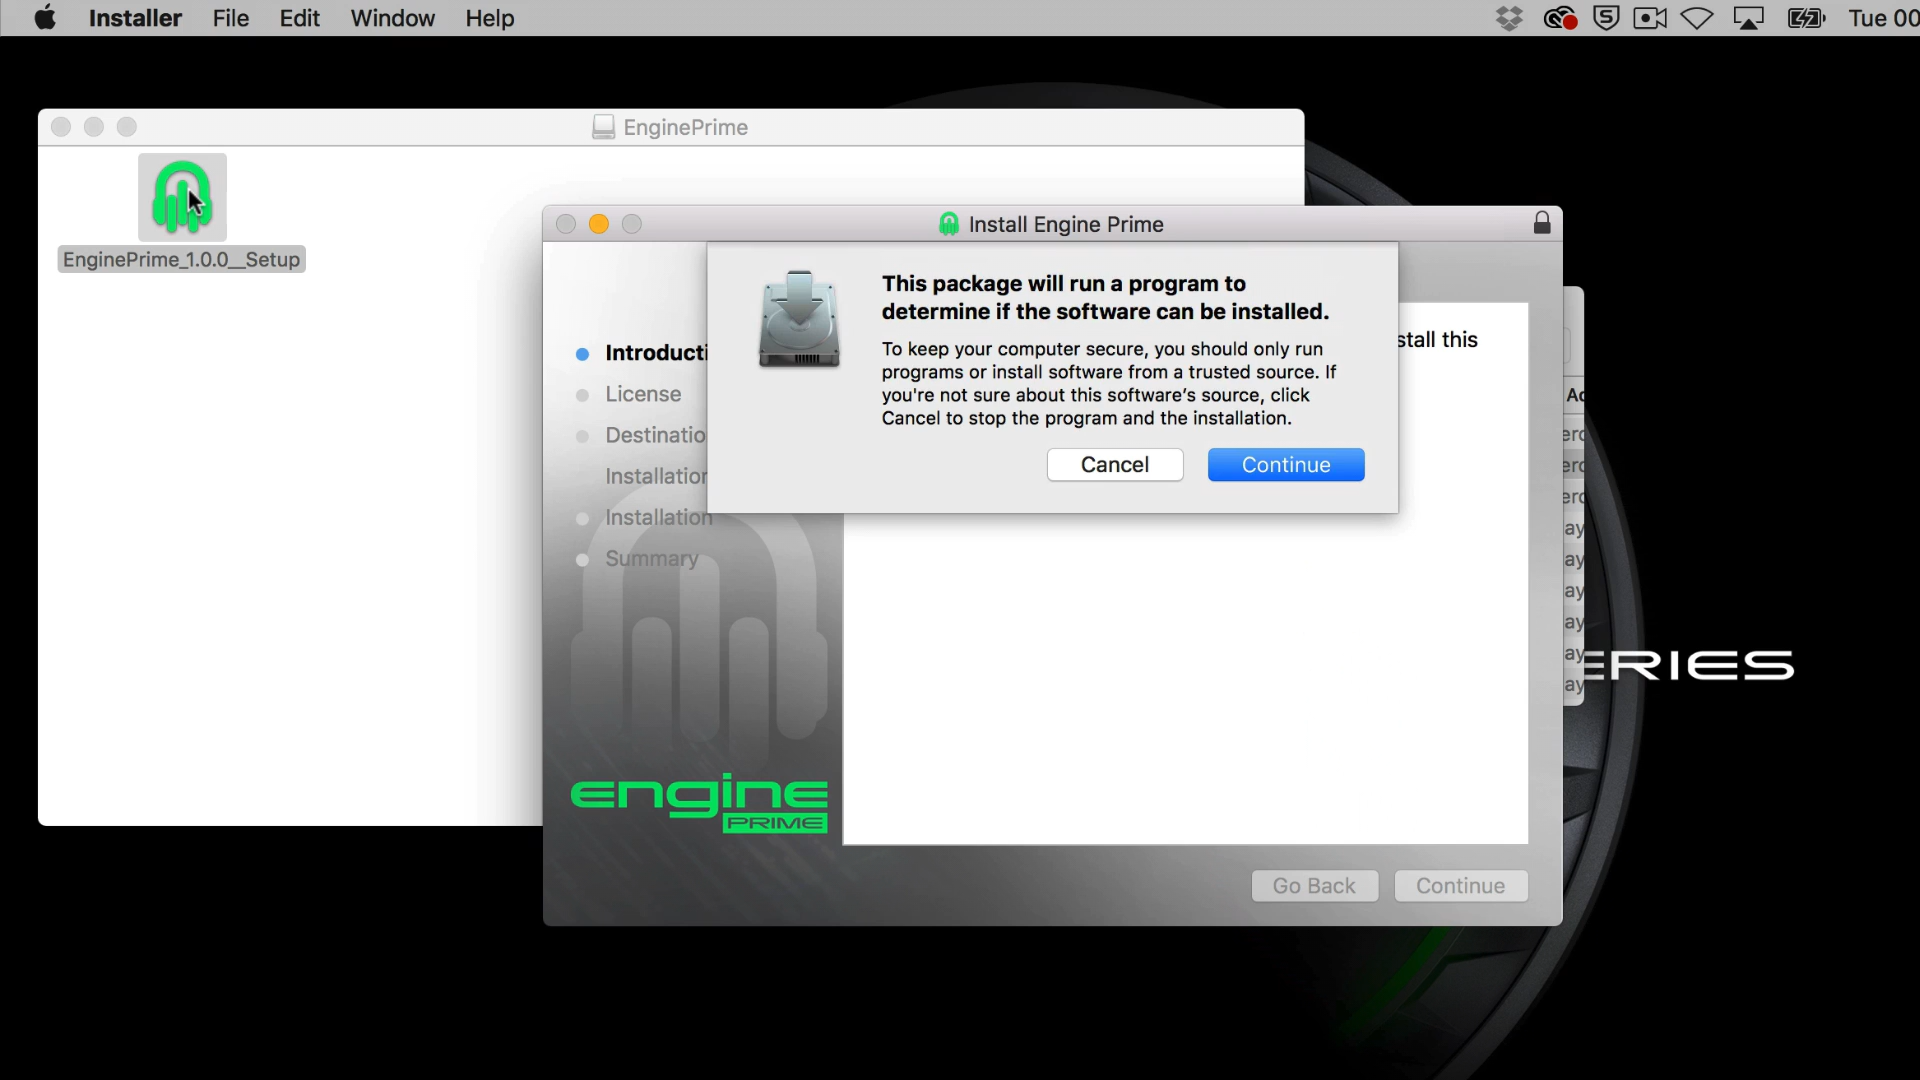 Installer File Edit Window Help Tue 00
EnginePrime
EnginePrime_1.0.0__Setup
Install Engine Prime
This package will run a program to
determine if the software can be installed.
To keep your computer secure, you should only run
programs or install software from a trusted source. If
you're not sure about this software's source, click
Cancel to stop the program and the installation.
Cancel Continue
stall this
Introducti
License
Destinatio
Installation
Installation
Summary
engine
PRIME
Go Back Continue
ERIES